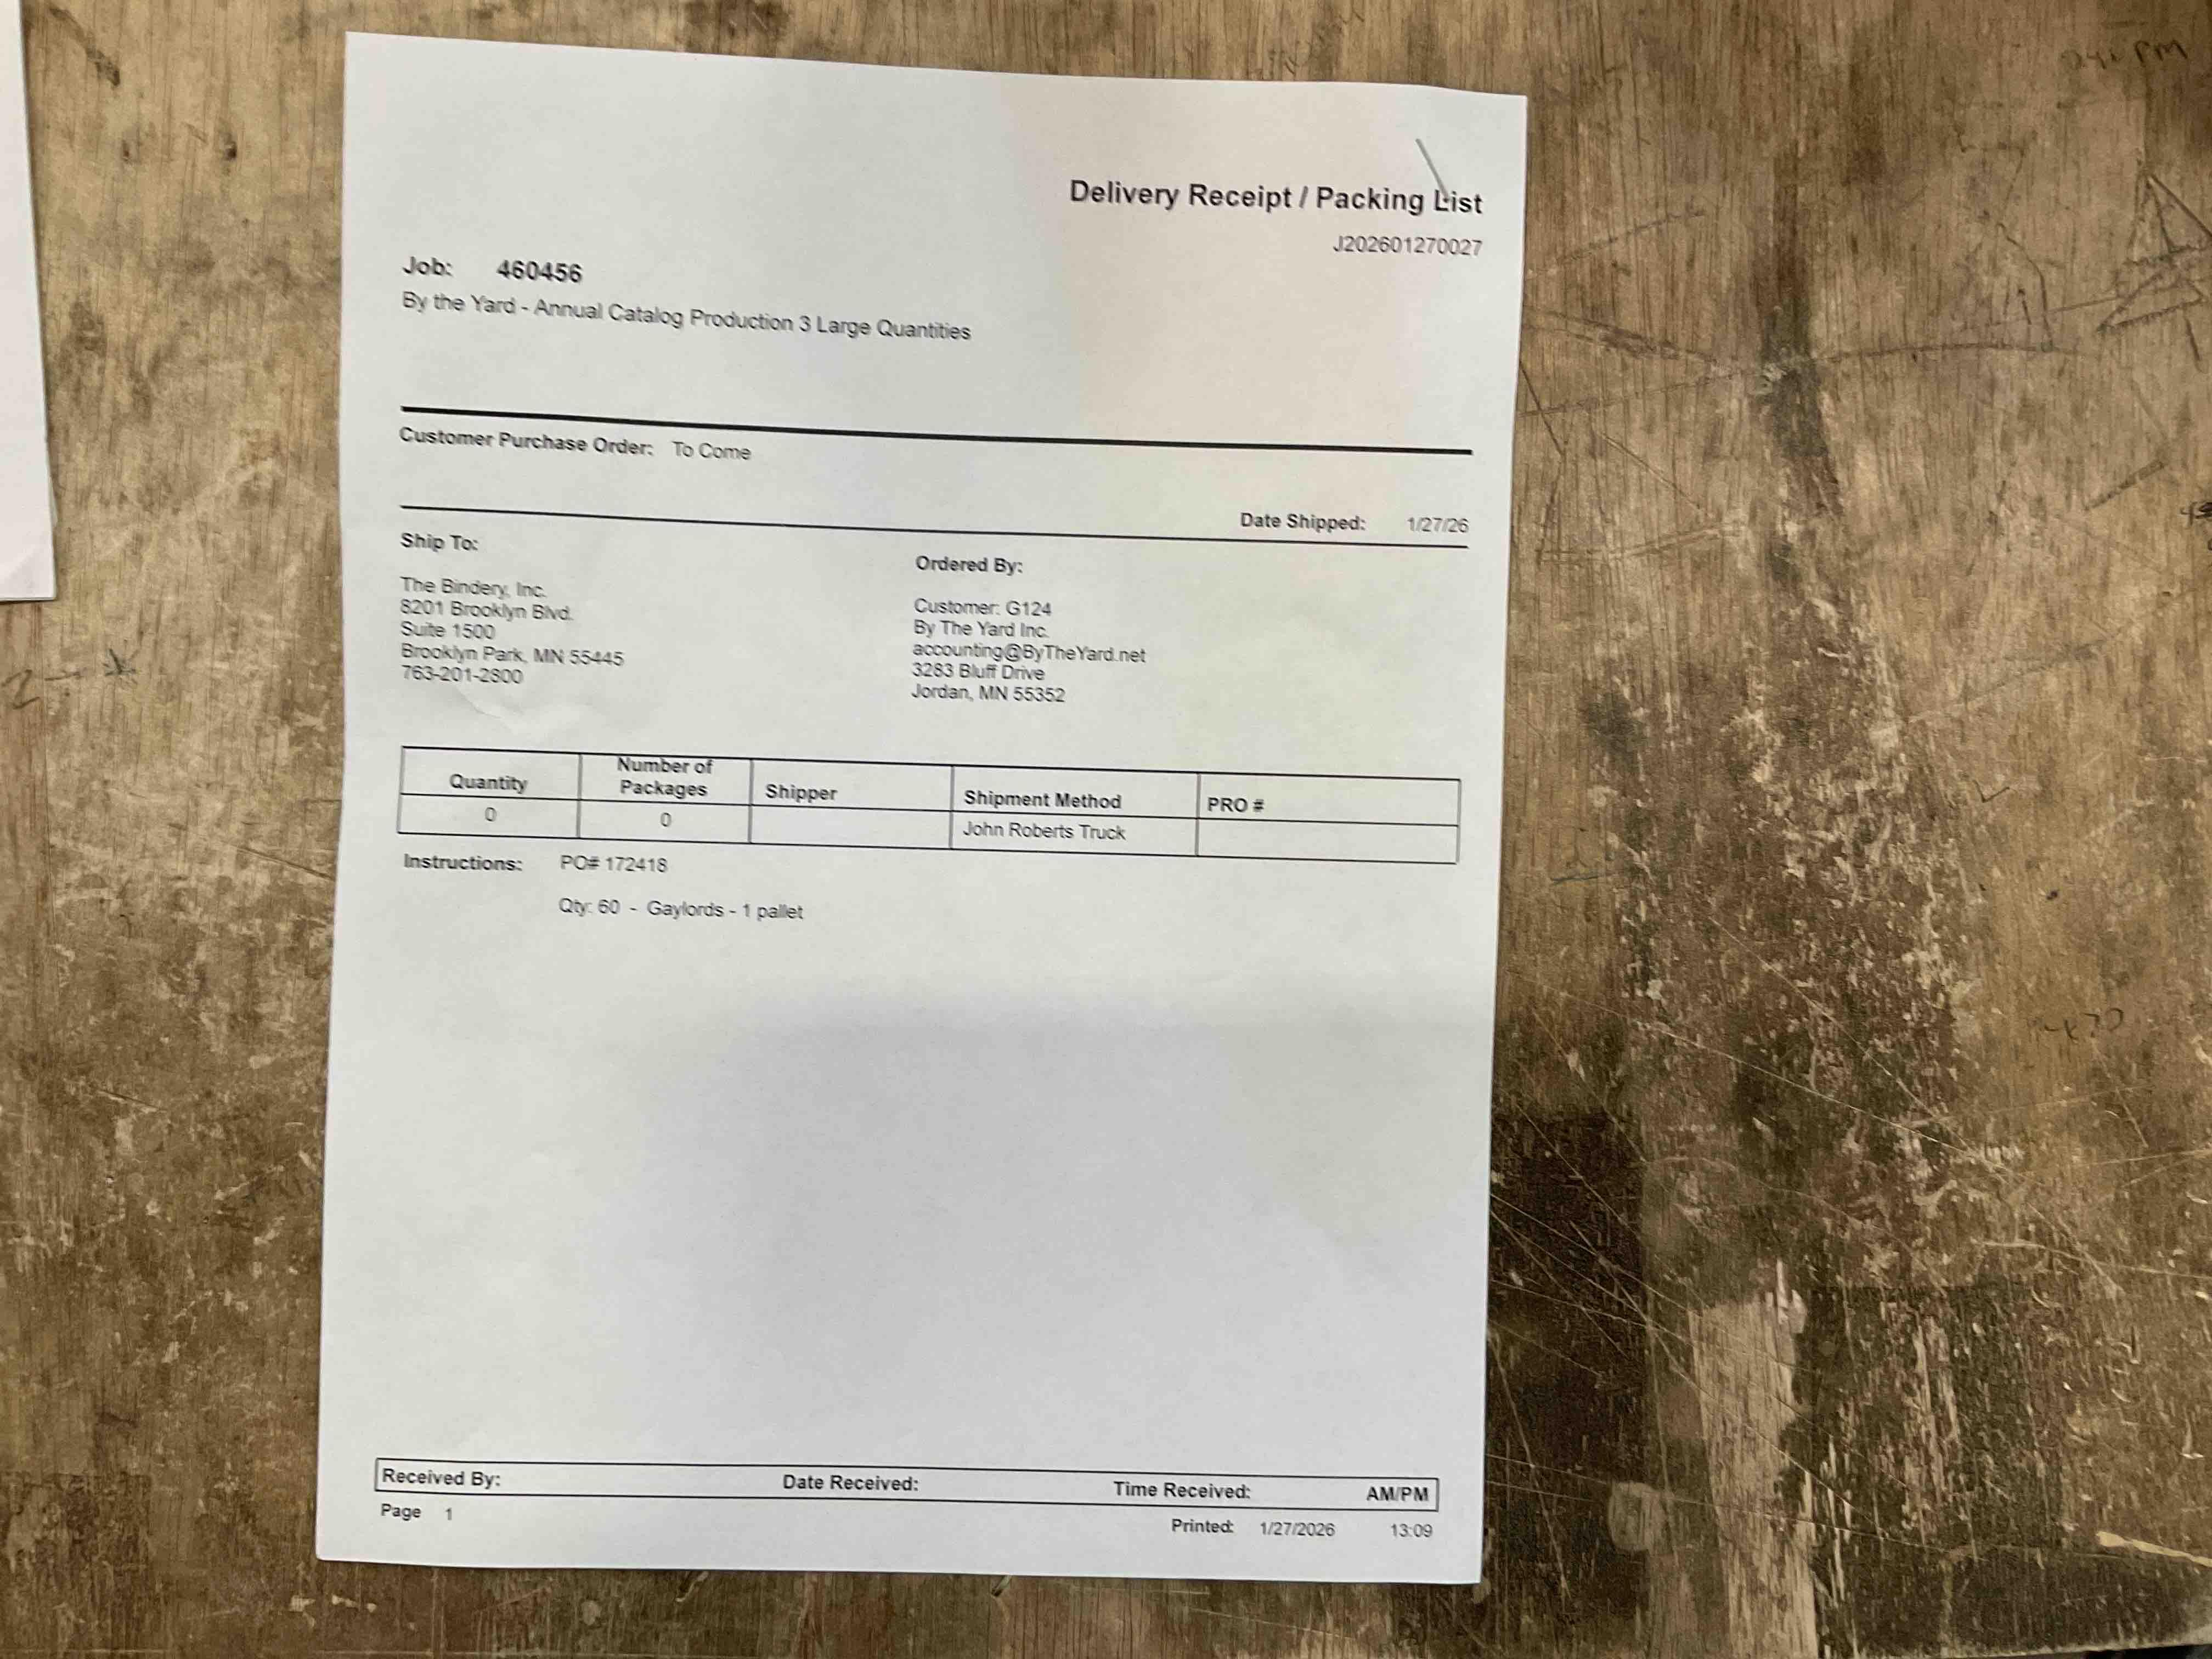 Delivery Receipt / Packing List
J202601270027
Job: 460456
By the Yard - Annual Catalog Production 3 Large Quantities
Customer Purchase Order: To Come
Date Shipped: 1/27/26
Ship To:
The Bindery, Inc.
8201 Brooklyn Blvd.
Suite 1500
Brooklyn Park, MN 55445
763-201-2800
Ordered By:
Customer: G124
By The Yard Inc.
accounting@ByTheYard.net
3283 Bluff Drive
Jordan, MN 55352
Quantity Number of Packages Shipper Shipment Method PRO #
0 0 John Roberts Truck
Instructions: PO# 172418
Qty: 60 - Gaylords - 1 pallet
Received By: Date Received: Time Received: AM/PM
Page 1
Printed: 1/27/2026 13:09